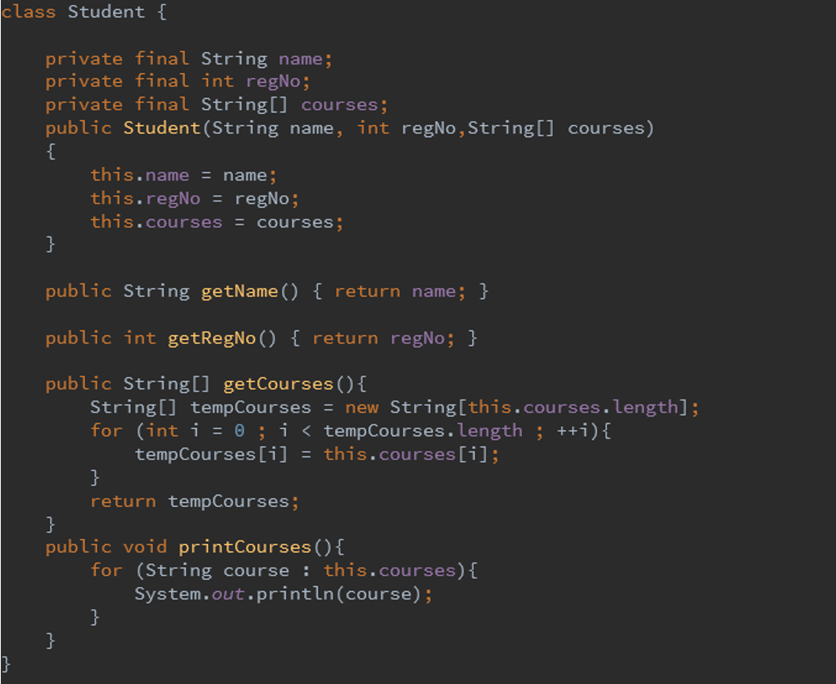 class Student {
private final String name;
private final int regNo;
private final String[] courses;
public Student(String name, int regNo,String[] courses)
{
this.name = name;
this.regNo = regNo;
this.courses = courses;
}
public String getName() { return name; }
public int getRegNo() { return regNo; }
public String[] getCourses(){
String[] tempCourses = new String[this.courses.length];
for (int i = 0 ; i < tempCourses.length ; ++i){
tempCourses[i] = this.courses[i];
}
return tempCourses;
}
public void printCourses(){
for (String course : this.courses){
System.out.println(course);
}
}
}